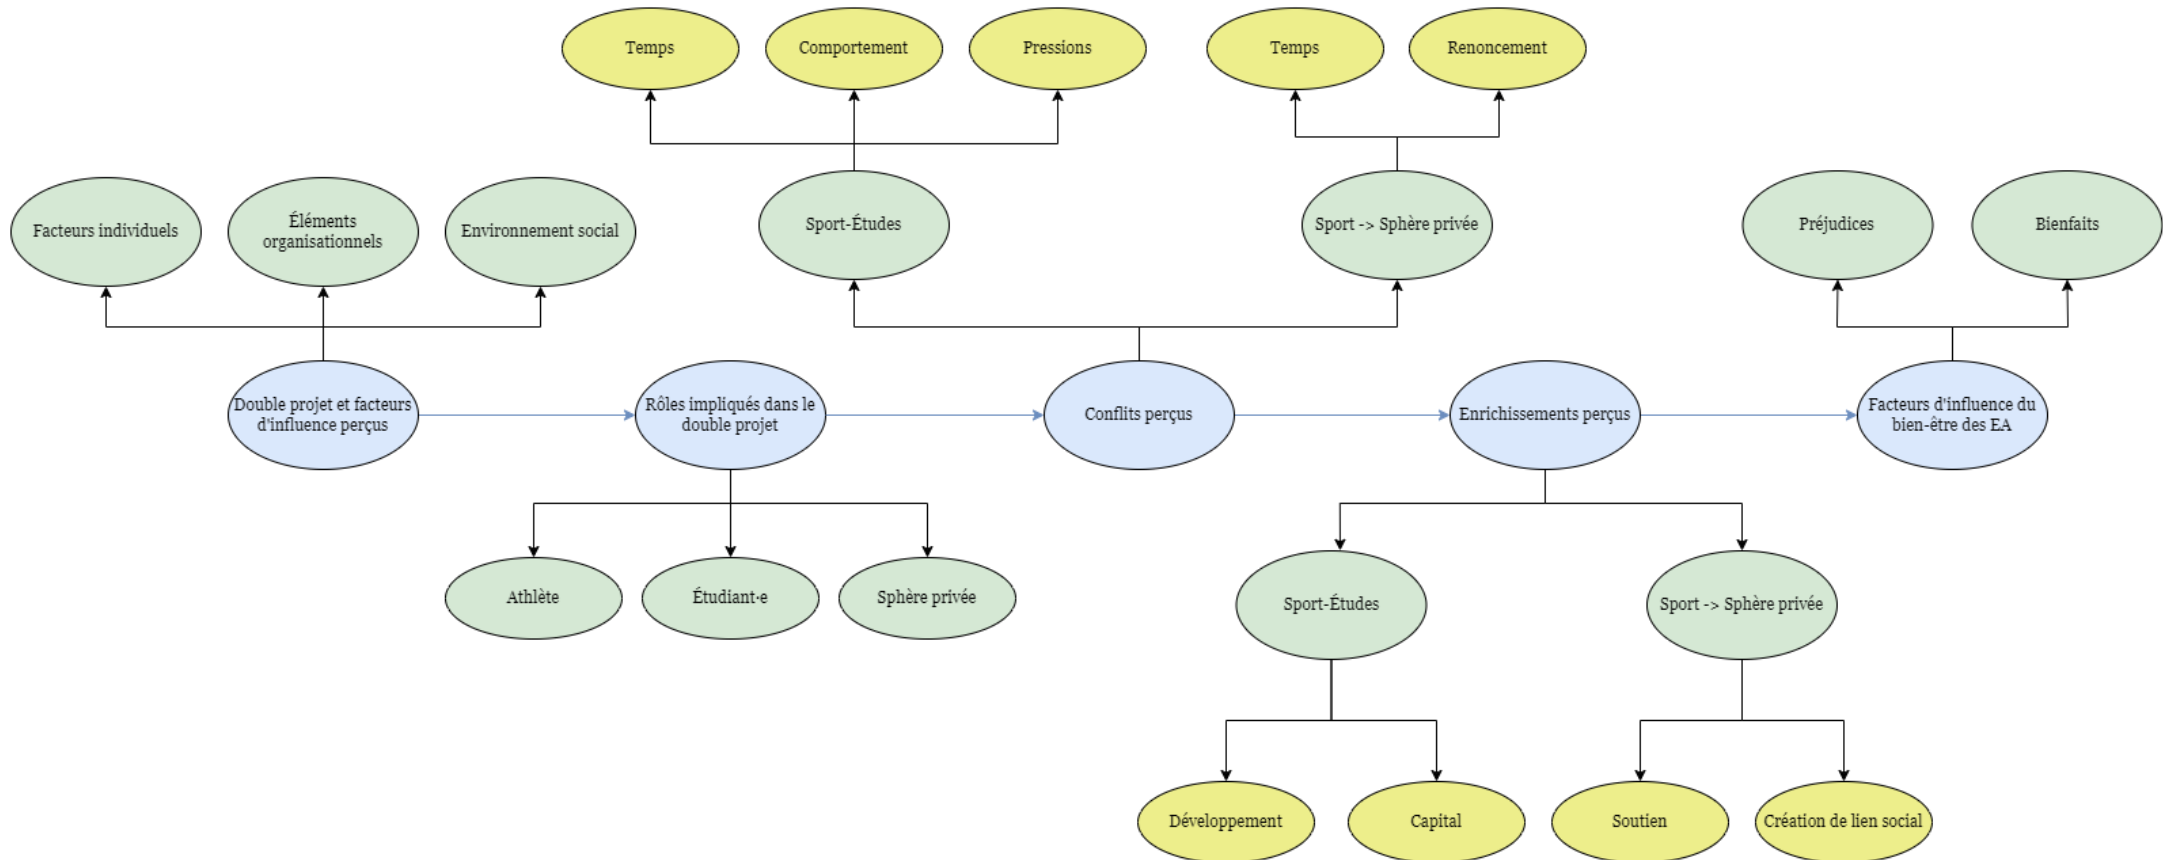 Temps
Comportement
Pressions
Temps
Renoncement
Facteurs individuels
Éléments
organisationnels
Environnement social
Sport-Études
Sport -> Sphère privée
Préjudices
Bienfaits
Double projet et facteurs
d'influence perçus
Rôles impliqués dans le
double projet
Conflits perçus
Enrichissements perçus
Facteurs d'influence du
bien-être des EA
Athlète
Étudiant·e
Sphère privée
Sport-Études
Sport -> Sphère privée
Développement
Capital
Soutien
Création de lien social